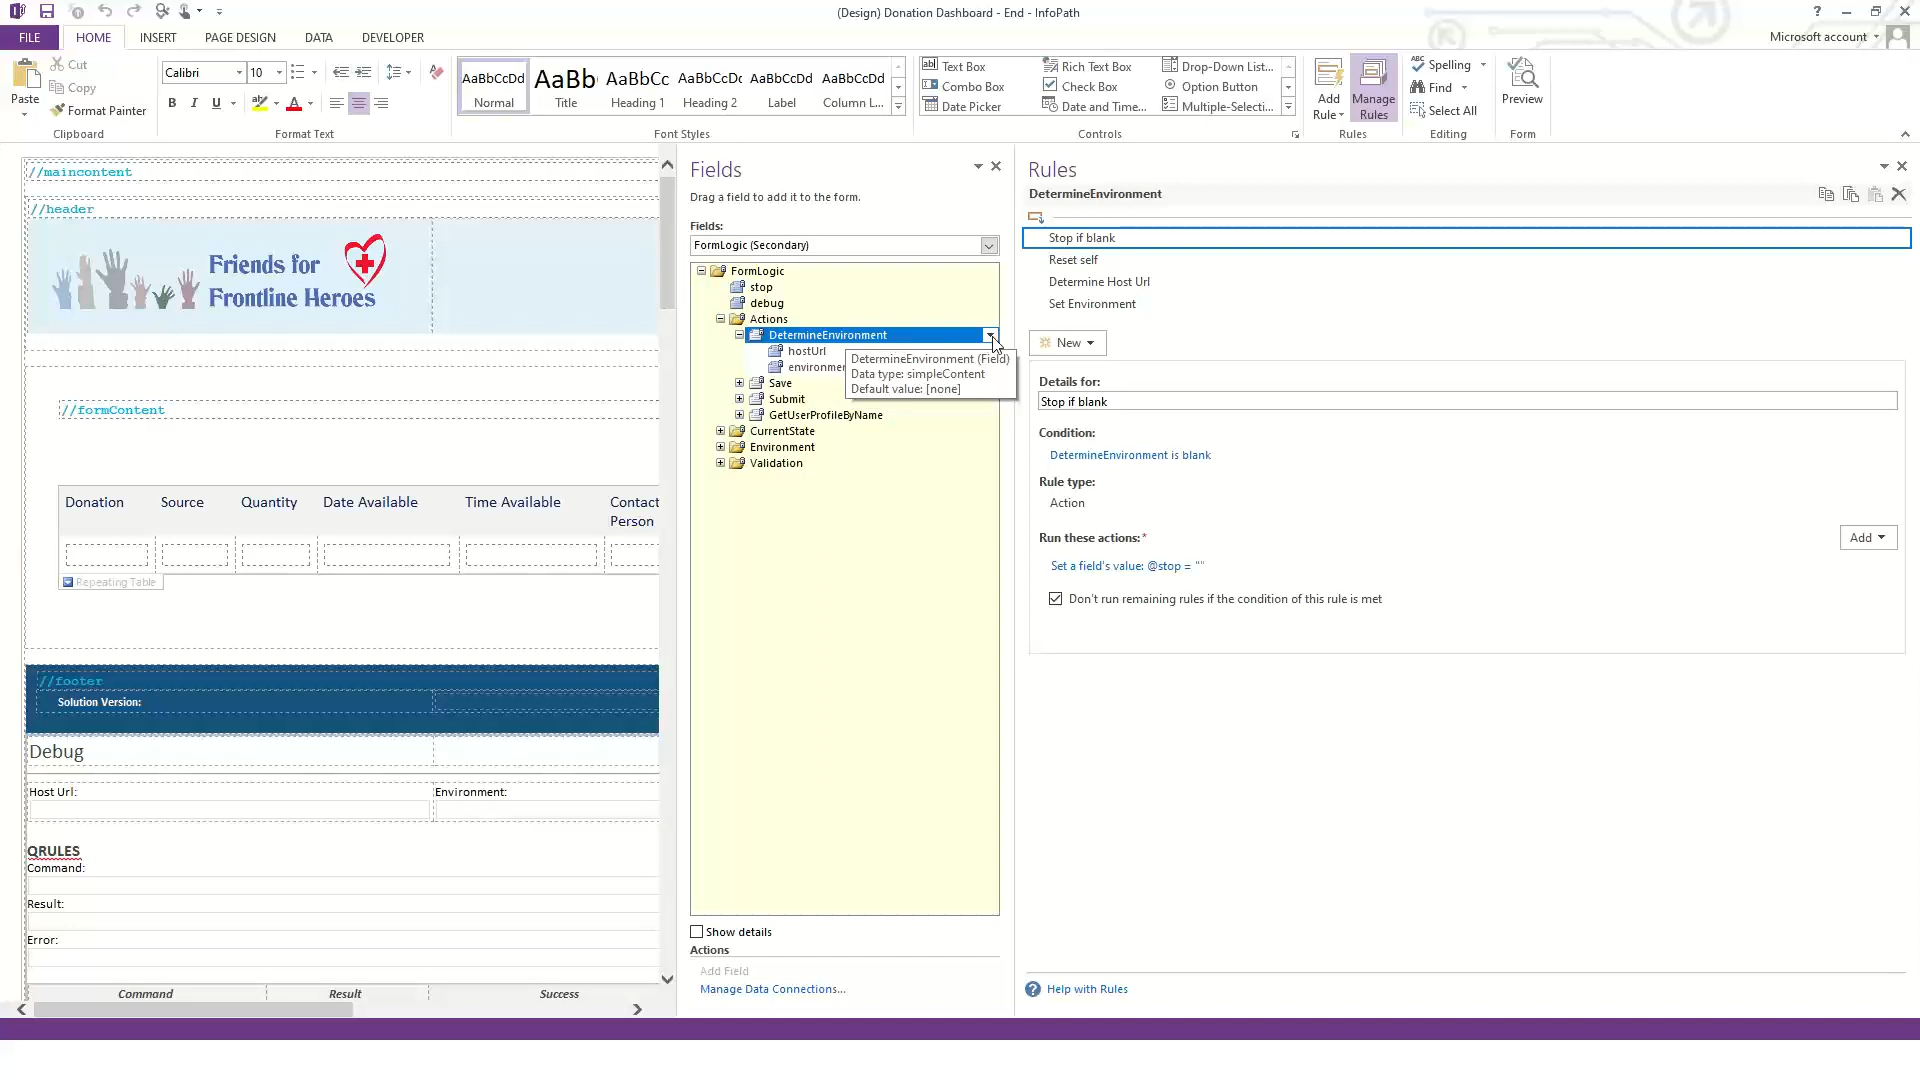 (Design) Donation Dashboard - End - InfoPath
?
Microsoft account
FILE
HOME
INSERT
PAGE DESIGN
DATA
DEVELOPER
Paste
Cut
Copy
Format Painter
Clipboard
Calibri
10
B I U
A
Format Text
AaBbCcDd
Normal
AaBb
Title
AaBbCc
Heading 1
AaBbCcDc
Heading 2
AaBbCcDd
Label
AaBbCcDd
Column L...
Font Styles
Text Box
Combo Box
Date Picker
Rich Text Box
Check Box
Date and Time...
Drop-Down List...
Option Button
Multiple-Selecti...
Controls
Add
Rule
Manage
Rules
Rules
Spelling
Find
Select All
Editing
Preview
Form
//maincontent
//header
Friends for
Frontline Heroes
//formContent
Donation
Source
Quantity
Date Available
Time Available
Contact
Person
Repeating Table
//footer
Solution Version:
Debug
Host Url:
Environment:
QRULES
Command:
Result:
Error:
Command
Result
Success
Fields
Drag a field to add it to the form.
Fields:
FormLogic (Secondary)
FormLogic
stop
debug
Actions
DetermineEnvironment
hostUrl
environmen
DetermineEnvironment (Field)
Data type: simpleContent
Default value: [none]
Save
Submit
GetUserProfileByName
CurrentState
Environment
Validation
Show details
Actions
Add Field
Manage Data Connections...
Rules
DetermineEnvironment
Stop if blank
Reset self
Determine Host Url
Set Environment
New
Details for:
Stop if blank
Condition:
DetermineEnvironment is blank
Rule type:
Action
Run these actions:*
Add
Set a field's value: @stop = ""
Don't run remaining rules if the condition of this rule is met
Help with Rules